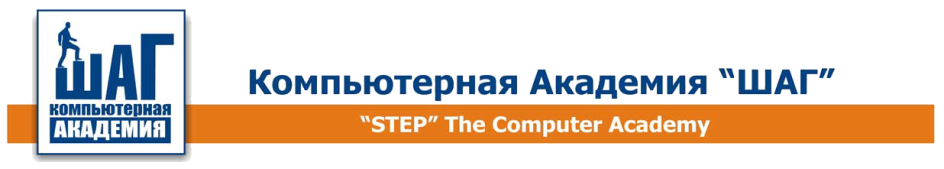 ШАГ
КОМПЬЮТЕРНАЯ
АКАДЕМИЯ
Компьютерная Академия “ШАГ”
“STEP” The Computer Academy